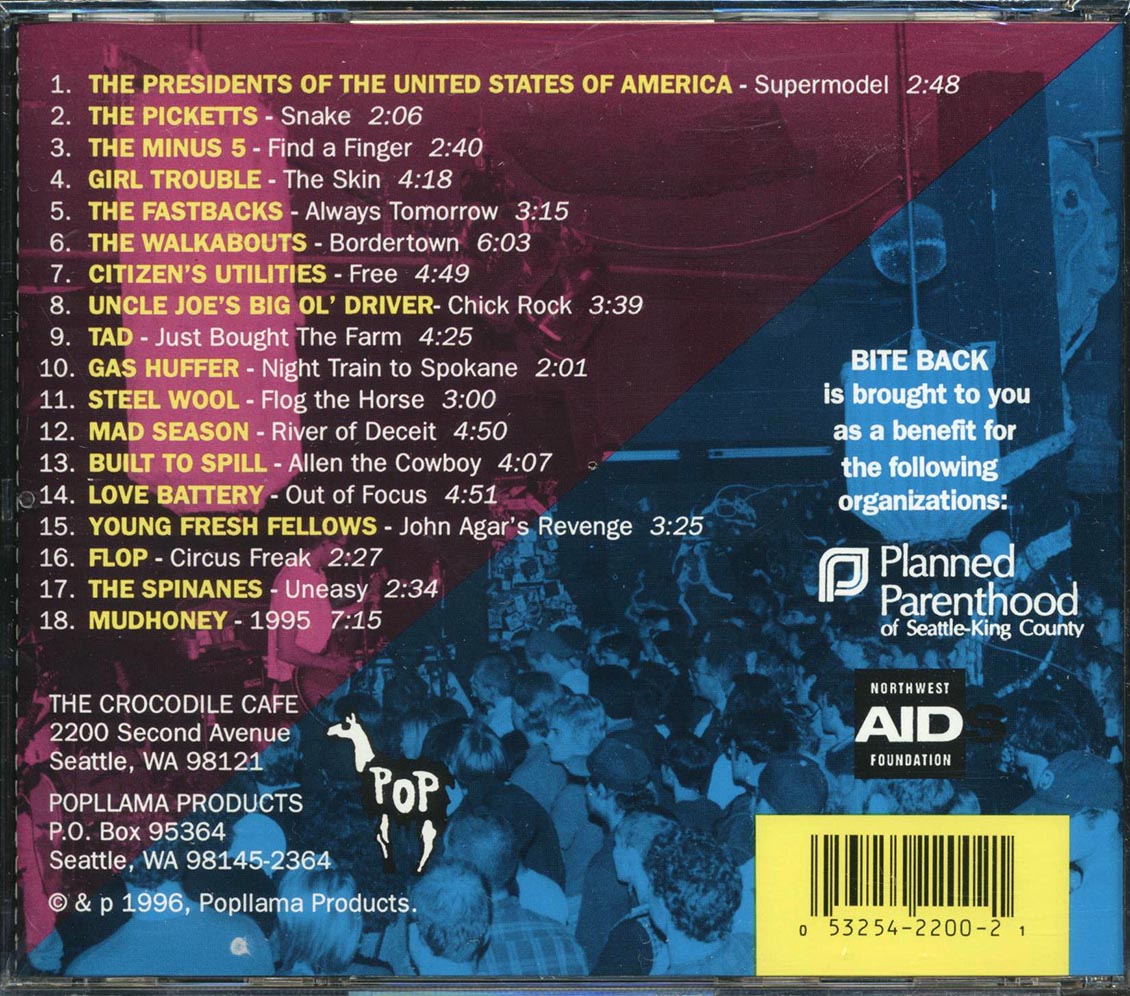 1. THE PRESIDENTS OF THE UNITED STATES OF AMERICA - Supermodel 2:48
2. THE PICKETTS - Snake 2:06
3. THE MINUS 5 - Find a Finger 2:40
4. GIRL TROUBLE - The Skin 4:18
5. THE FASTBACKS - Always Tomorrow 3:15
6. THE WALKABOUTS - Bordertown 6:03
7. CITIZEN'S UTILITIES - Free 4:49
8. UNCLE JOE'S BIG OL' DRIVER- Chick Rock 3:39
9. TAD - Just Bought The Farm 4:25
10. GAS HUFFER - Night Train to Spokane 2:01
11. STEEL WOOL - Flog the Horse 3:00
12. MAD SEASON - River of Deceit 4:50
13. BUILT TO SPILL - Allen the Cowboy 4:07
14. LOVE BATTERY - Out of Focus 4:51
15. YOUNG FRESH FELLOWS - John Agar's Revenge 3:25
16. FLOP - Circus Freak 2:27
17. THE SPINANES - Uneasy 2:34
18. MUDHONEY - 1995 7:15
THE CROCODILE CAFE
2200 Second Avenue
Seattle, WA 98121
POPLLAMA PRODUCTS
P.O. Box 95364
Seattle, WA 98145-2364
© & p 1996, Popllama Products.
POP
BITE BACK
is brought to you
as a benefit for
the following
organizations:
Planned
Parenthood
of Seattle-King County
NORTHWEST
AIDS
FOUNDATION
0 53254-2200-2 1